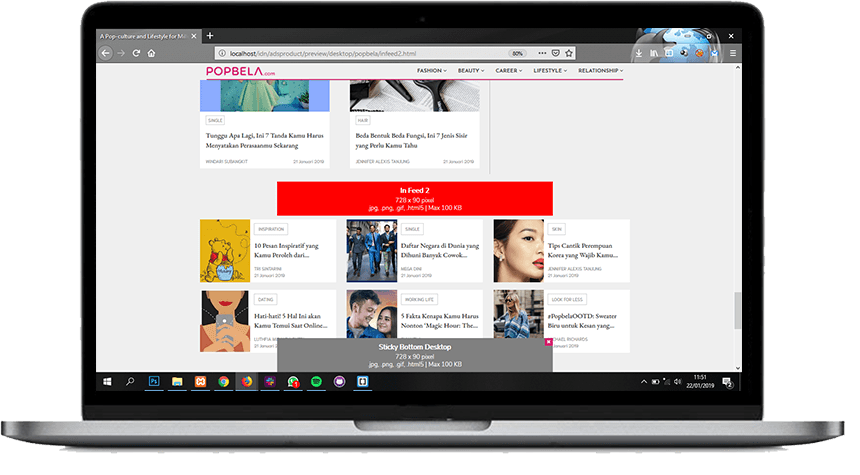 A Pop-culture and Lifestyle for Mil
localhost/idn/adsproduct/preview/desktop/popbela/infeed2.html
80%
POPBELA.com
FASHION
BEAUTY
CAREER
LIFESTYLE
RELATIONSHIP
SINGLE
Tunggu Apa Lagi, Ini 7 Tanda Kamu Harus
Menyatakan Perasaanmu Sekarang
WINDARI SUBANGKIT
21 Januari 2019
HAIR
Beda Bentuk Beda Fungsi, Ini 7 Jenis Sisir
yang Perlu Kamu Tahu
JENNIFER ALEXIS TANJUNG
21 Januari 2019
In Feed 2
728 x 90 pixel
.jpg, .png, .gif, .html5 | Max 100 KB
INSPIRATION
10 Pesan Inspiratif yang
Kamu Peroleh dari...
21 Januari 2019
SINGLE
Daftar Negara di Dunia yang
Dihuni Banyak Cowok...
MEGA DINI
21 Januari 2019
SKIN
Tips Cantik Perempuan
Korea yang Wajib Kamu...
JENNIFER ALEXIS TANJUNG
21 Januari 2019
DATING
Hati-hati! 5 Hal Ini akan
Kamu Temui Saat Online...
WORKING LIFE
5 Fakta Kenapa Kamu Harus
Nonton "Magic Hour: The...
LOOK FOR LESS
#PopbelaOOTD: Sweater
Biru untuk Kesan yang...
Sticky Bottom Desktop
728 x 90 pixel
.jpg, .png, .gif, .html5 | Max 100 KB
11:51
22/01/2019